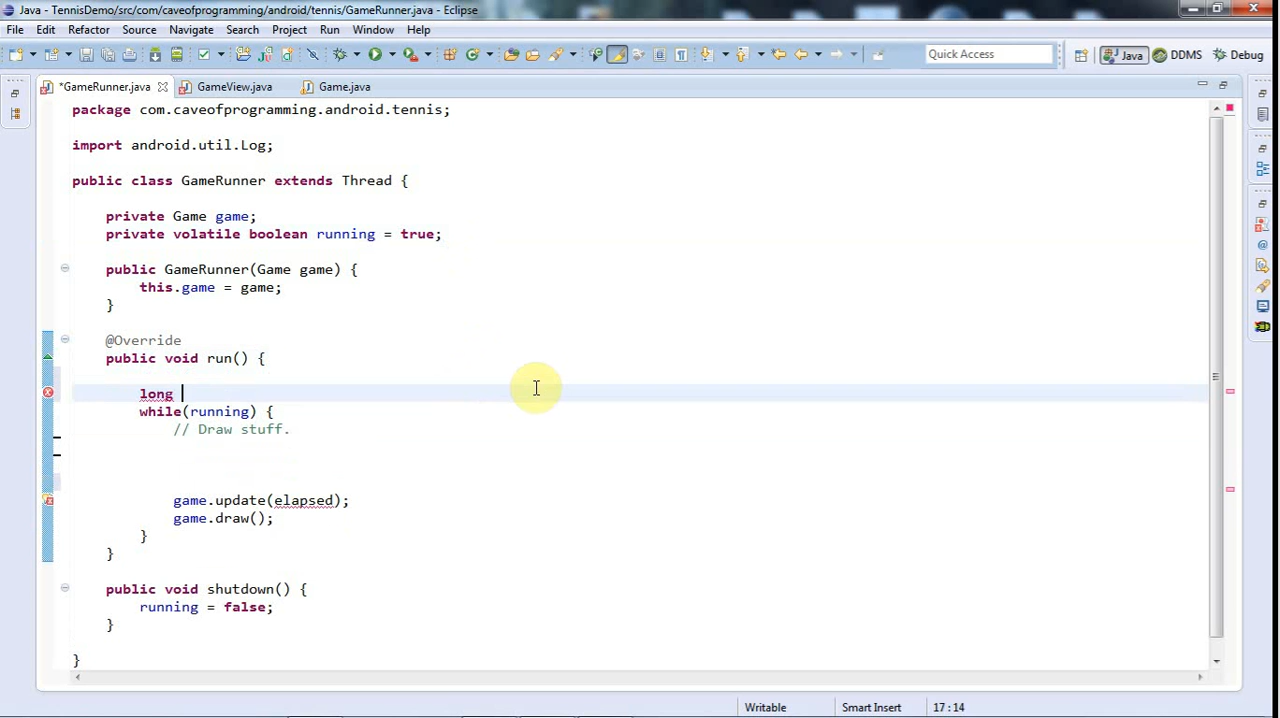 Java - TennisDemo/src/com/caveofprogramming/android/tennis/GameRunner.java - Eclipse
File Edit Refactor Source Navigate Search Project Run Window Help
Quick Access Java DDMS Debug
*GameRunner.java GameView.java Game.java
package com.caveofprogramming.android.tennis;
import android.util.Log;
public class GameRunner extends Thread {
private Game game;
private volatile boolean running = true;
public GameRunner(Game game) {
this.game = game;
}
@Override
public void run() {
long
while(running) {
// Draw stuff.
game.update(elapsed);
game.draw();
}
}
public void shutdown() {
running = false;
}
}
Writable Smart Insert 17 : 14